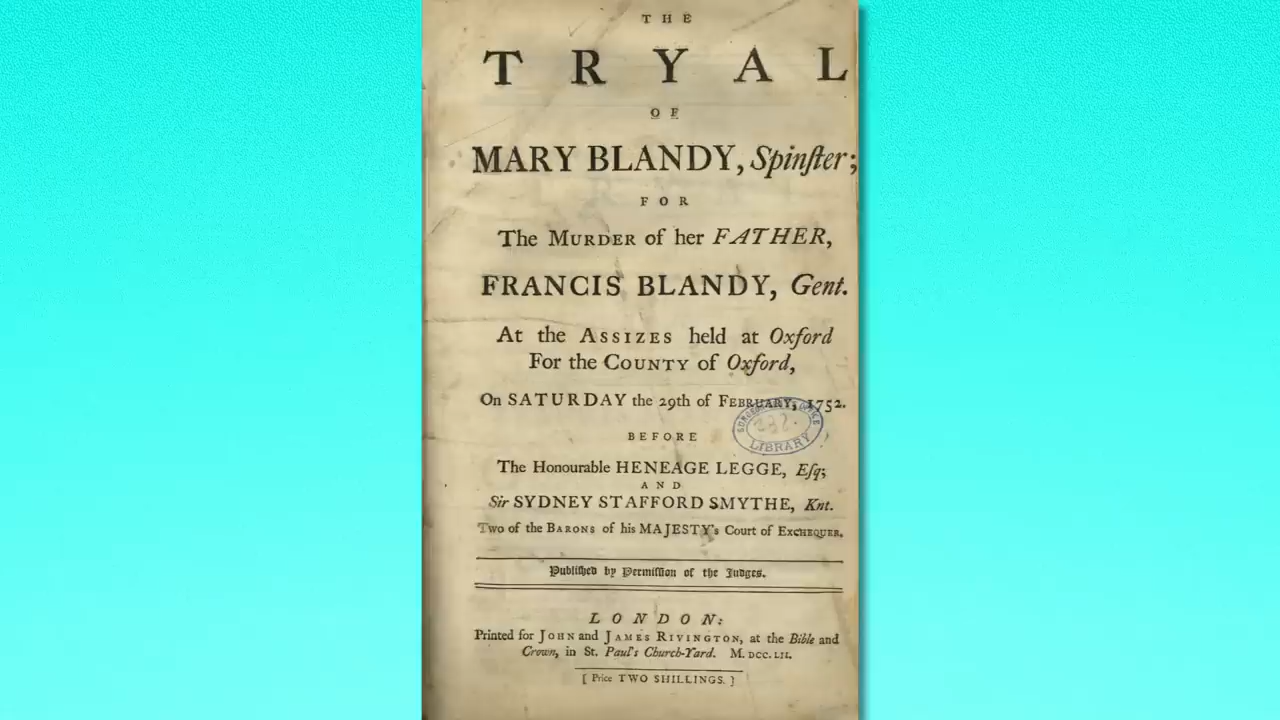 THE
TRYAL
OF
MARY BLANDY, Spinſter;
FOR
The MURDER of her FATHER,
FRANCIS BLANDY, Gent.
At the ASSIZES held at Oxford
For the COUNTY of Oxford,
On SATURDAY the 29th of FEBRUARY, 1752.
LIBRARY
BEFORE
The Honourable HENEAGE LEGGE, Eſq;
AND
Sir SYDNEY STAFFORD SMYTHE, Knt.
Two of the BARONS of his MAJESTY's Court of EXCHEQUER.
Publiſhed by Permiſſion of the Judges.
LONDON:
Printed for JOHN and JAMES RIVINGTON, at the Bible and
Crown, in St. Paul's Church-Yard. M.DCC.LII.
[ Price TWO SHILLINGS. ]